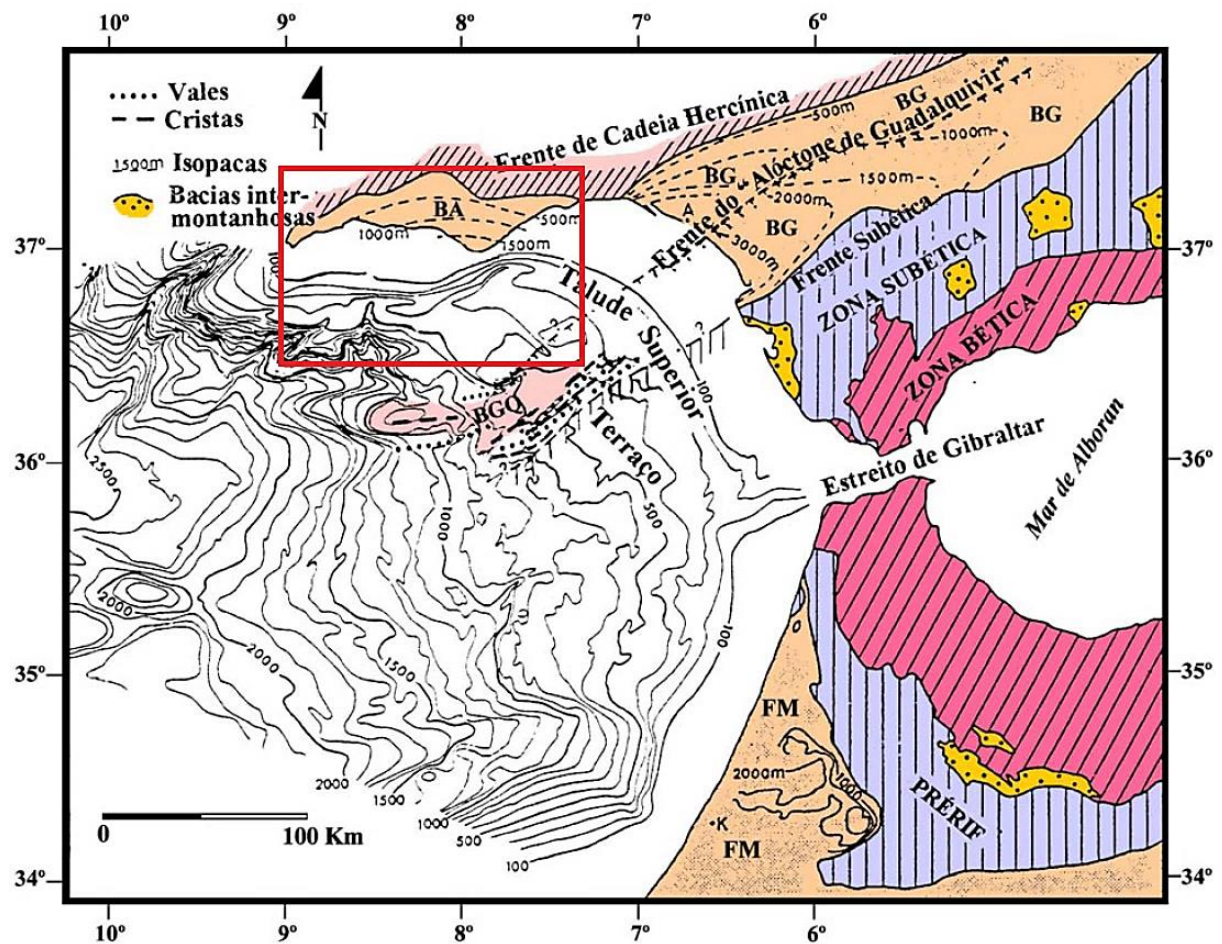 10º 9º 8º 7º 6º
Vales
Cristas
N
1500m Isopacas
Bacias inter-
montanhosas
Frente de Cadeia Hercínica
BG
500m
Frente do "Alóctone de Guadalquivir"
1000m
BG
BG
1500m
2000m
A
BG
3000m
BA
500m
1000m
1500m
37º
37º
Frente Subética
ZONA SUBÉTICA
ZONA BÉTICA
Talude Superior
?
?
100
BGQ
Terraço
36º
36º
Estreito de Gibraltar
Mar de Alboran
2500
1000
500
2000
100
2000
1500
35º
35º
FM
2000m
1000
K
FM
PRÉRIF
2000
1500
1000
500
100
0 100 Km
34º
34º
10º 9º 8º 7º 6º